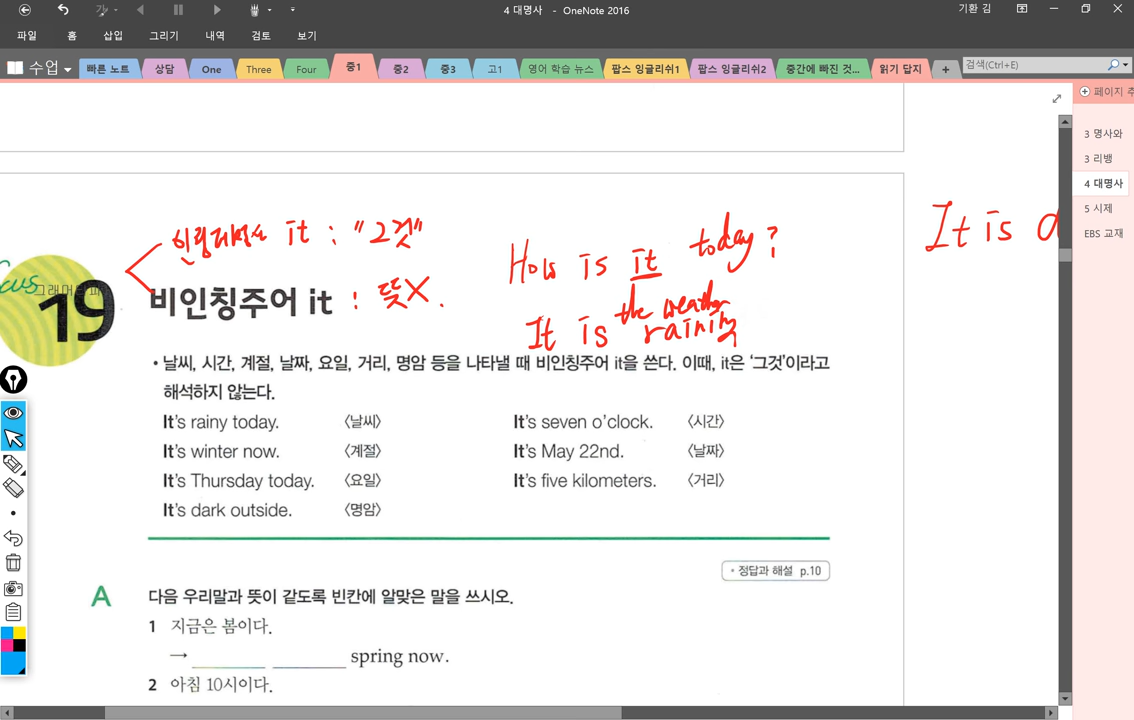 4 대명사 - OneNote 2016
기환 김
파일 홈 삽입 그리기 내역 검토 보기
수업 빠른 노트 상담 One Three Four 중1 중2 중3 고1 영어 학습 뉴스 팝스 잉글리쉬1 팝스 잉글리쉬2 중간에 빠진 것... 읽기 답지 +
검색(Ctrl+E)
페이지 추
3 명사와
3 리뱅
4 대명사
5 시제
EBS 교재
인칭대명사 it : "그것"
How is it today?
the weather
It is raining
It is
cus
그래머
19
비인칭주어 it : 뜻X.
• 날씨, 시간, 계절, 날짜, 요일, 거리, 명암 등을 나타낼 때 비인칭주어 it을 쓴다. 이때, it은 '그것'이라고
해석하지 않는다.
It's rainy today. 〈날씨〉 It's seven o'clock. 〈시간〉
It's winter now. 〈계절〉 It's May 22nd. 〈날짜〉
It's Thursday today. 〈요일〉 It's five kilometers. 〈거리〉
It's dark outside. 〈명암〉
• 정답과 해설 p.10
A 다음 우리말과 뜻이 같도록 빈칸에 알맞은 말을 쓰시오.
1 지금은 봄이다.
→ ______ ______ spring now.
2 아침 10시이다.